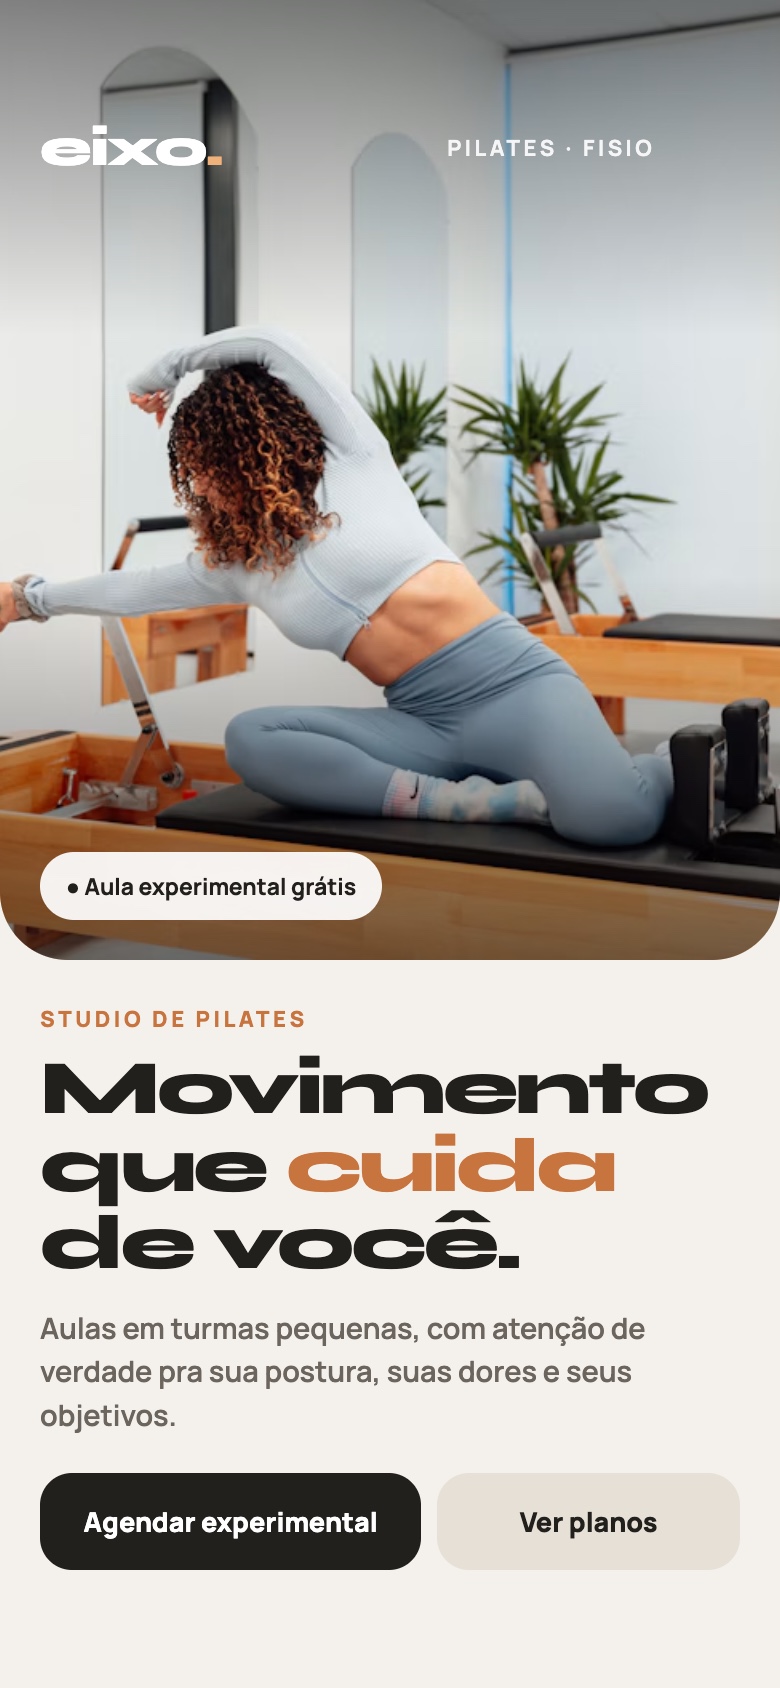 eixo.
PILATES · FISIO
• Aula experimental grátis
STUDIO DE PILATES
Movimento
que cuida
de você.
Aulas em turmas pequenas, com atenção de
verdade pra sua postura, suas dores e seus
objetivos.
Agendar experimental
Ver planos